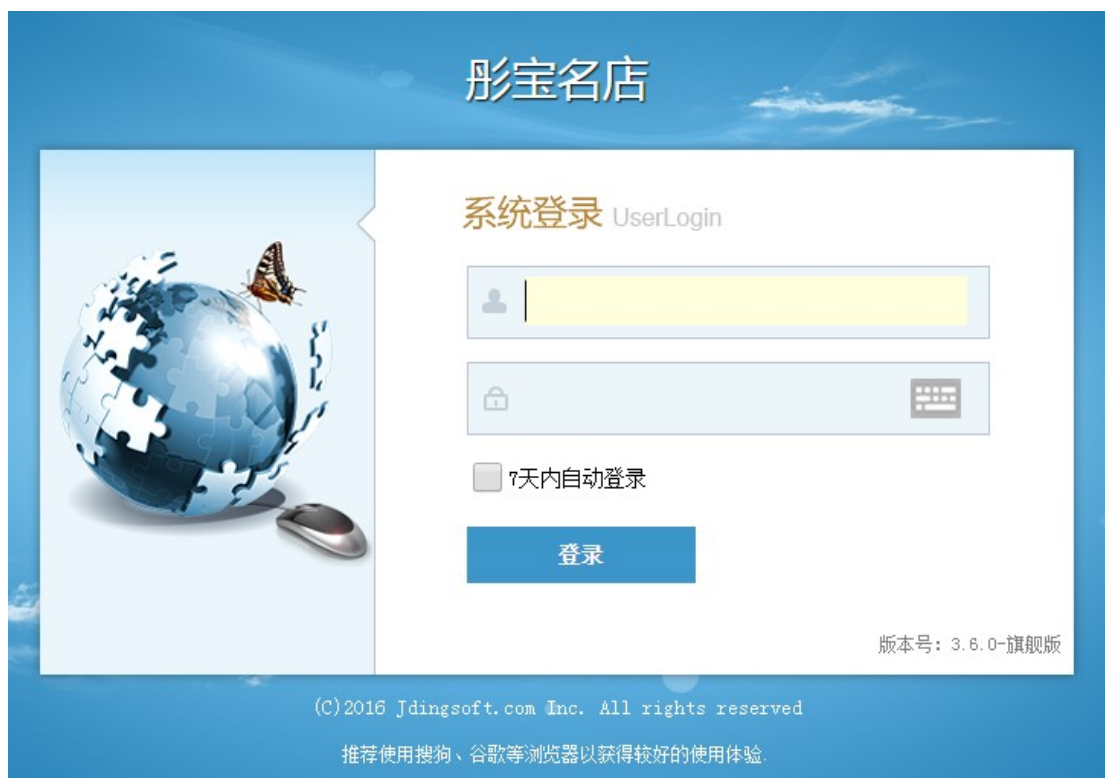 彤宝名店
系统登录 UserLogin
7天内自动登录
登录
版本号: 3.6.0-旗舰版
(C)2016 Jdingsoft.com Inc. All rights reserved
推荐使用搜狗、谷歌等浏览器以获得较好的使用体验.